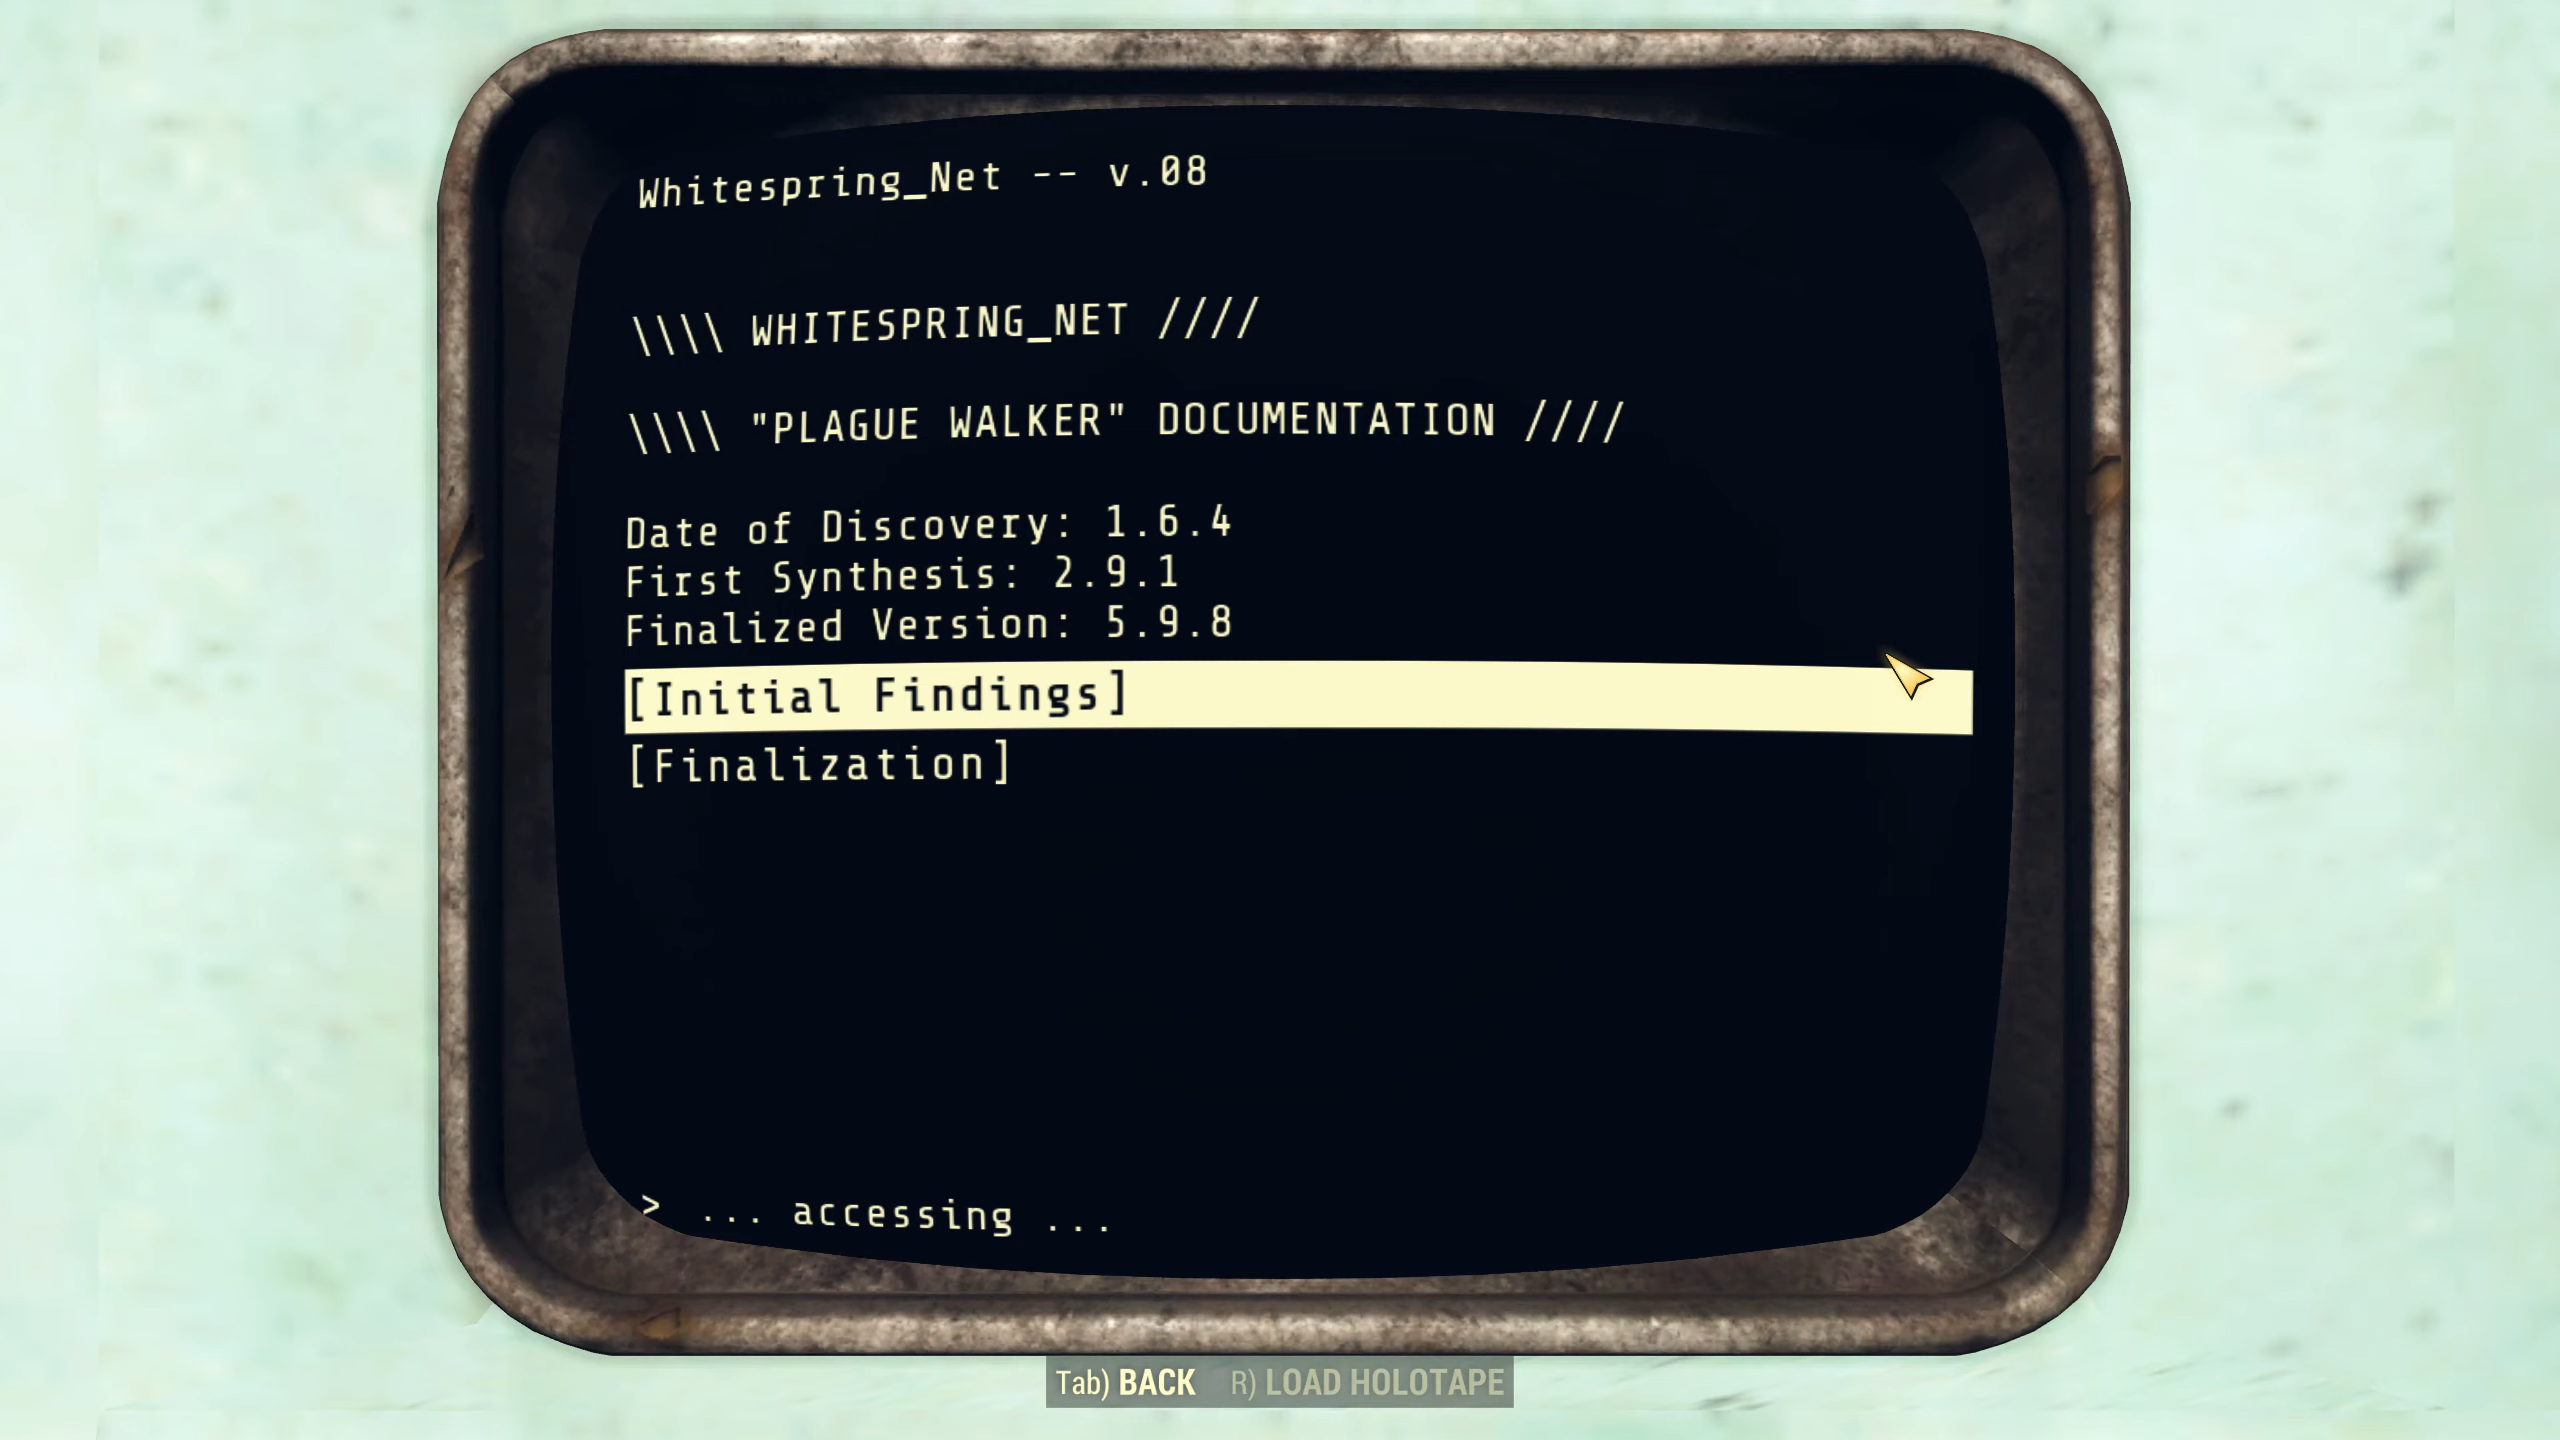 Whitespring_Net -- v.08
\\\\ WHITESPRING_NET ////
\\\\ "PLAGUE WALKER" DOCUMENTATION ////
Date of Discovery: 1.6.4
First Synthesis: 2.9.1
Finalized Version: 5.9.8
[Initial Findings]
[Finalization]
> ... accessing ...
Tab) BACK R) LOAD HOLOTAPE